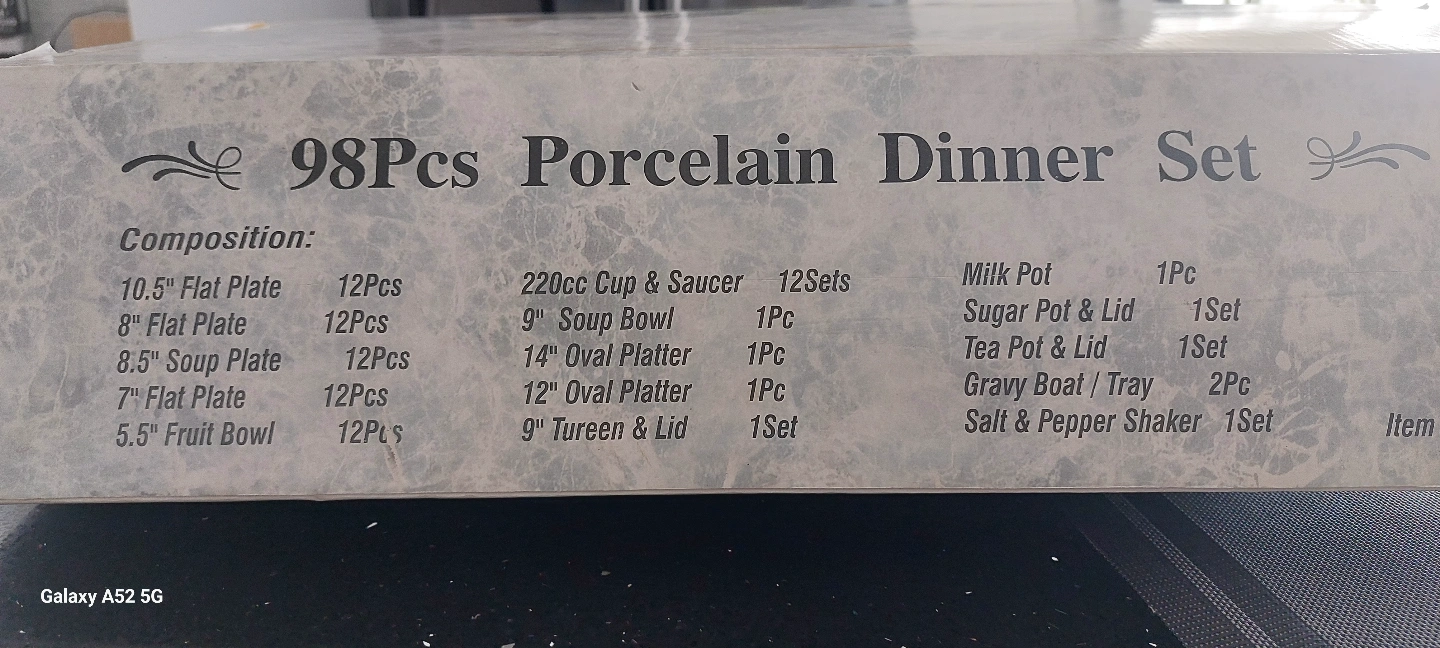 98Pcs Porcelain Dinner Set
Composition:
10.5" Flat Plate 12Pcs
8" Flat Plate 12Pcs
8.5" Soup Plate 12Pcs
7" Flat Plate 12Pcs
5.5" Fruit Bowl 12Pcs
220cc Cup & Saucer 12Sets
9" Soup Bowl 1Pc
14" Oval Platter 1Pc
12" Oval Platter 1Pc
9" Tureen & Lid 1Set
Milk Pot 1Pc
Sugar Pot & Lid 1Set
Tea Pot & Lid 1Set
Gravy Boat / Tray 2Pc
Salt & Pepper Shaker 1Set
Item
Galaxy A52 5G